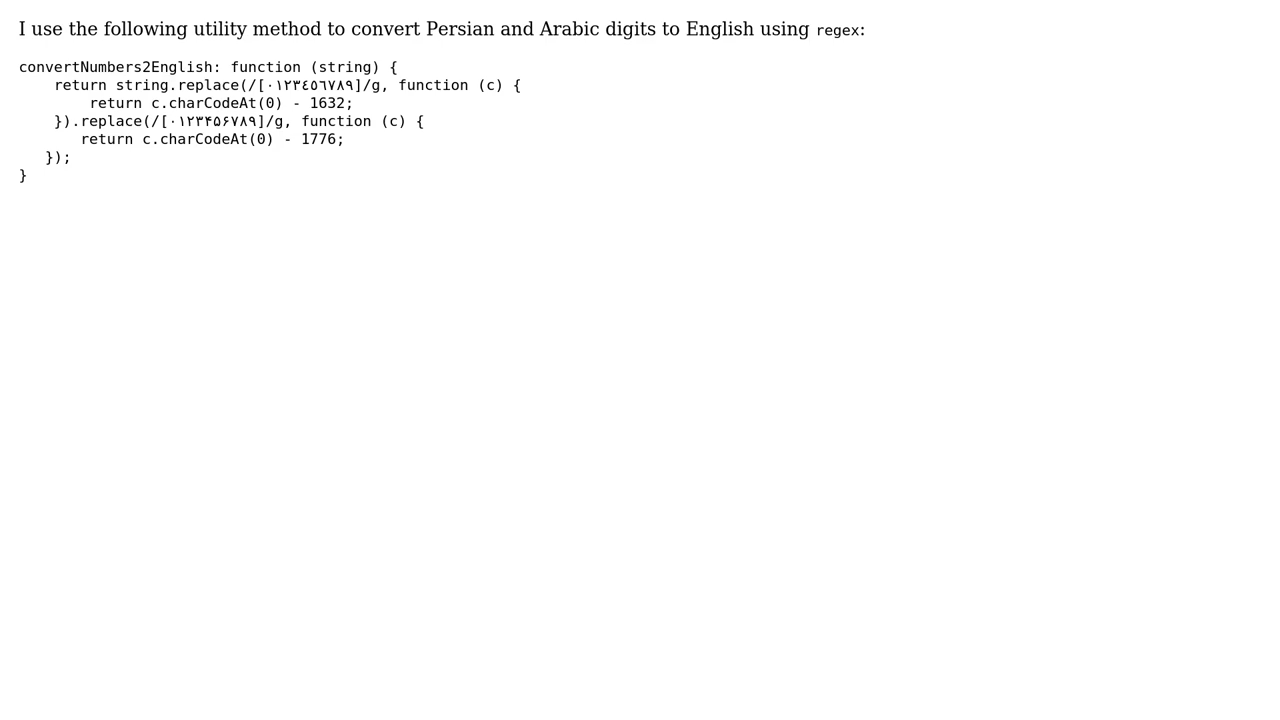 I use the following utility method to convert Persian and Arabic digits to English using regex:
convertNumbers2English: function (string) {
    return string.replace(/[٠١٢٣٤٥٦٧٨٩]/g, function (c) {
        return c.charCodeAt(0) - 1632;
    }).replace(/[۰۱۲۳۴۵۶۷۸۹]/g, function (c) {
       return c.charCodeAt(0) - 1776;
   });
}